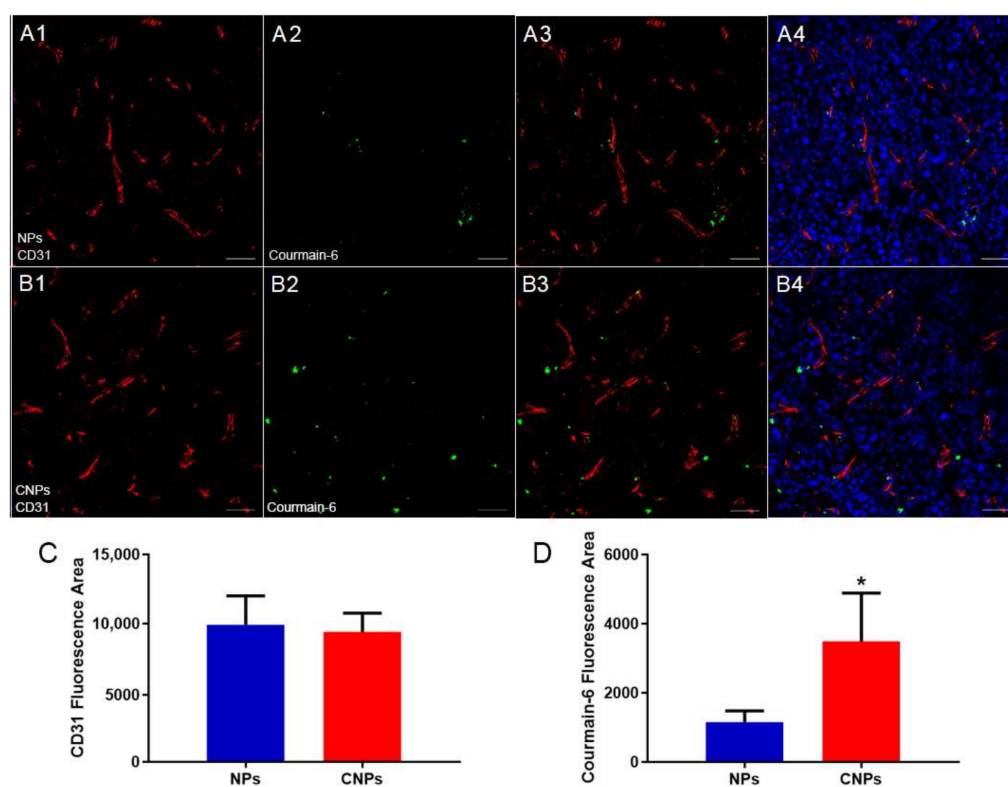 A1
A2
A3
A4
NPs
CD31
Courmain-6
B1
B2
B3
B4
CNPs
CD31
Courmain-6
C
CD31 Fluorescence Area
15,000
10,000
5000
0
NPs
CNPs
D
Courmain-6 Fluorescence Area
6000
4000
2000
0
*
NPs
CNPs